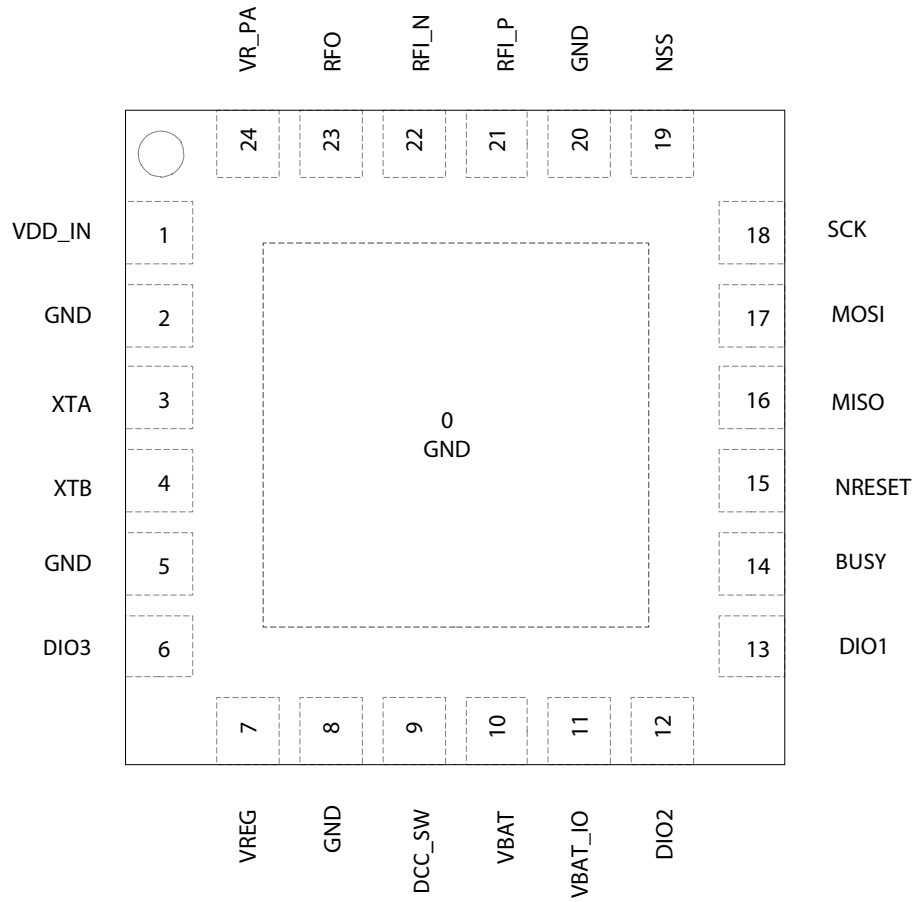 VR_PA
RFO
RFI_N
RFI_P
GND
NSS
24
23
22
21
20
19
VDD_IN
1
18
SCK
GND
2
17
MOSI
XTA
3
16
MISO
0
GND
XTB
4
15
NRESET
GND
5
14
BUSY
DIO3
6
13
DIO1
7
8
9
10
11
12
VREG
GND
DCC_SW
VBAT
VBAT_IO
DIO2